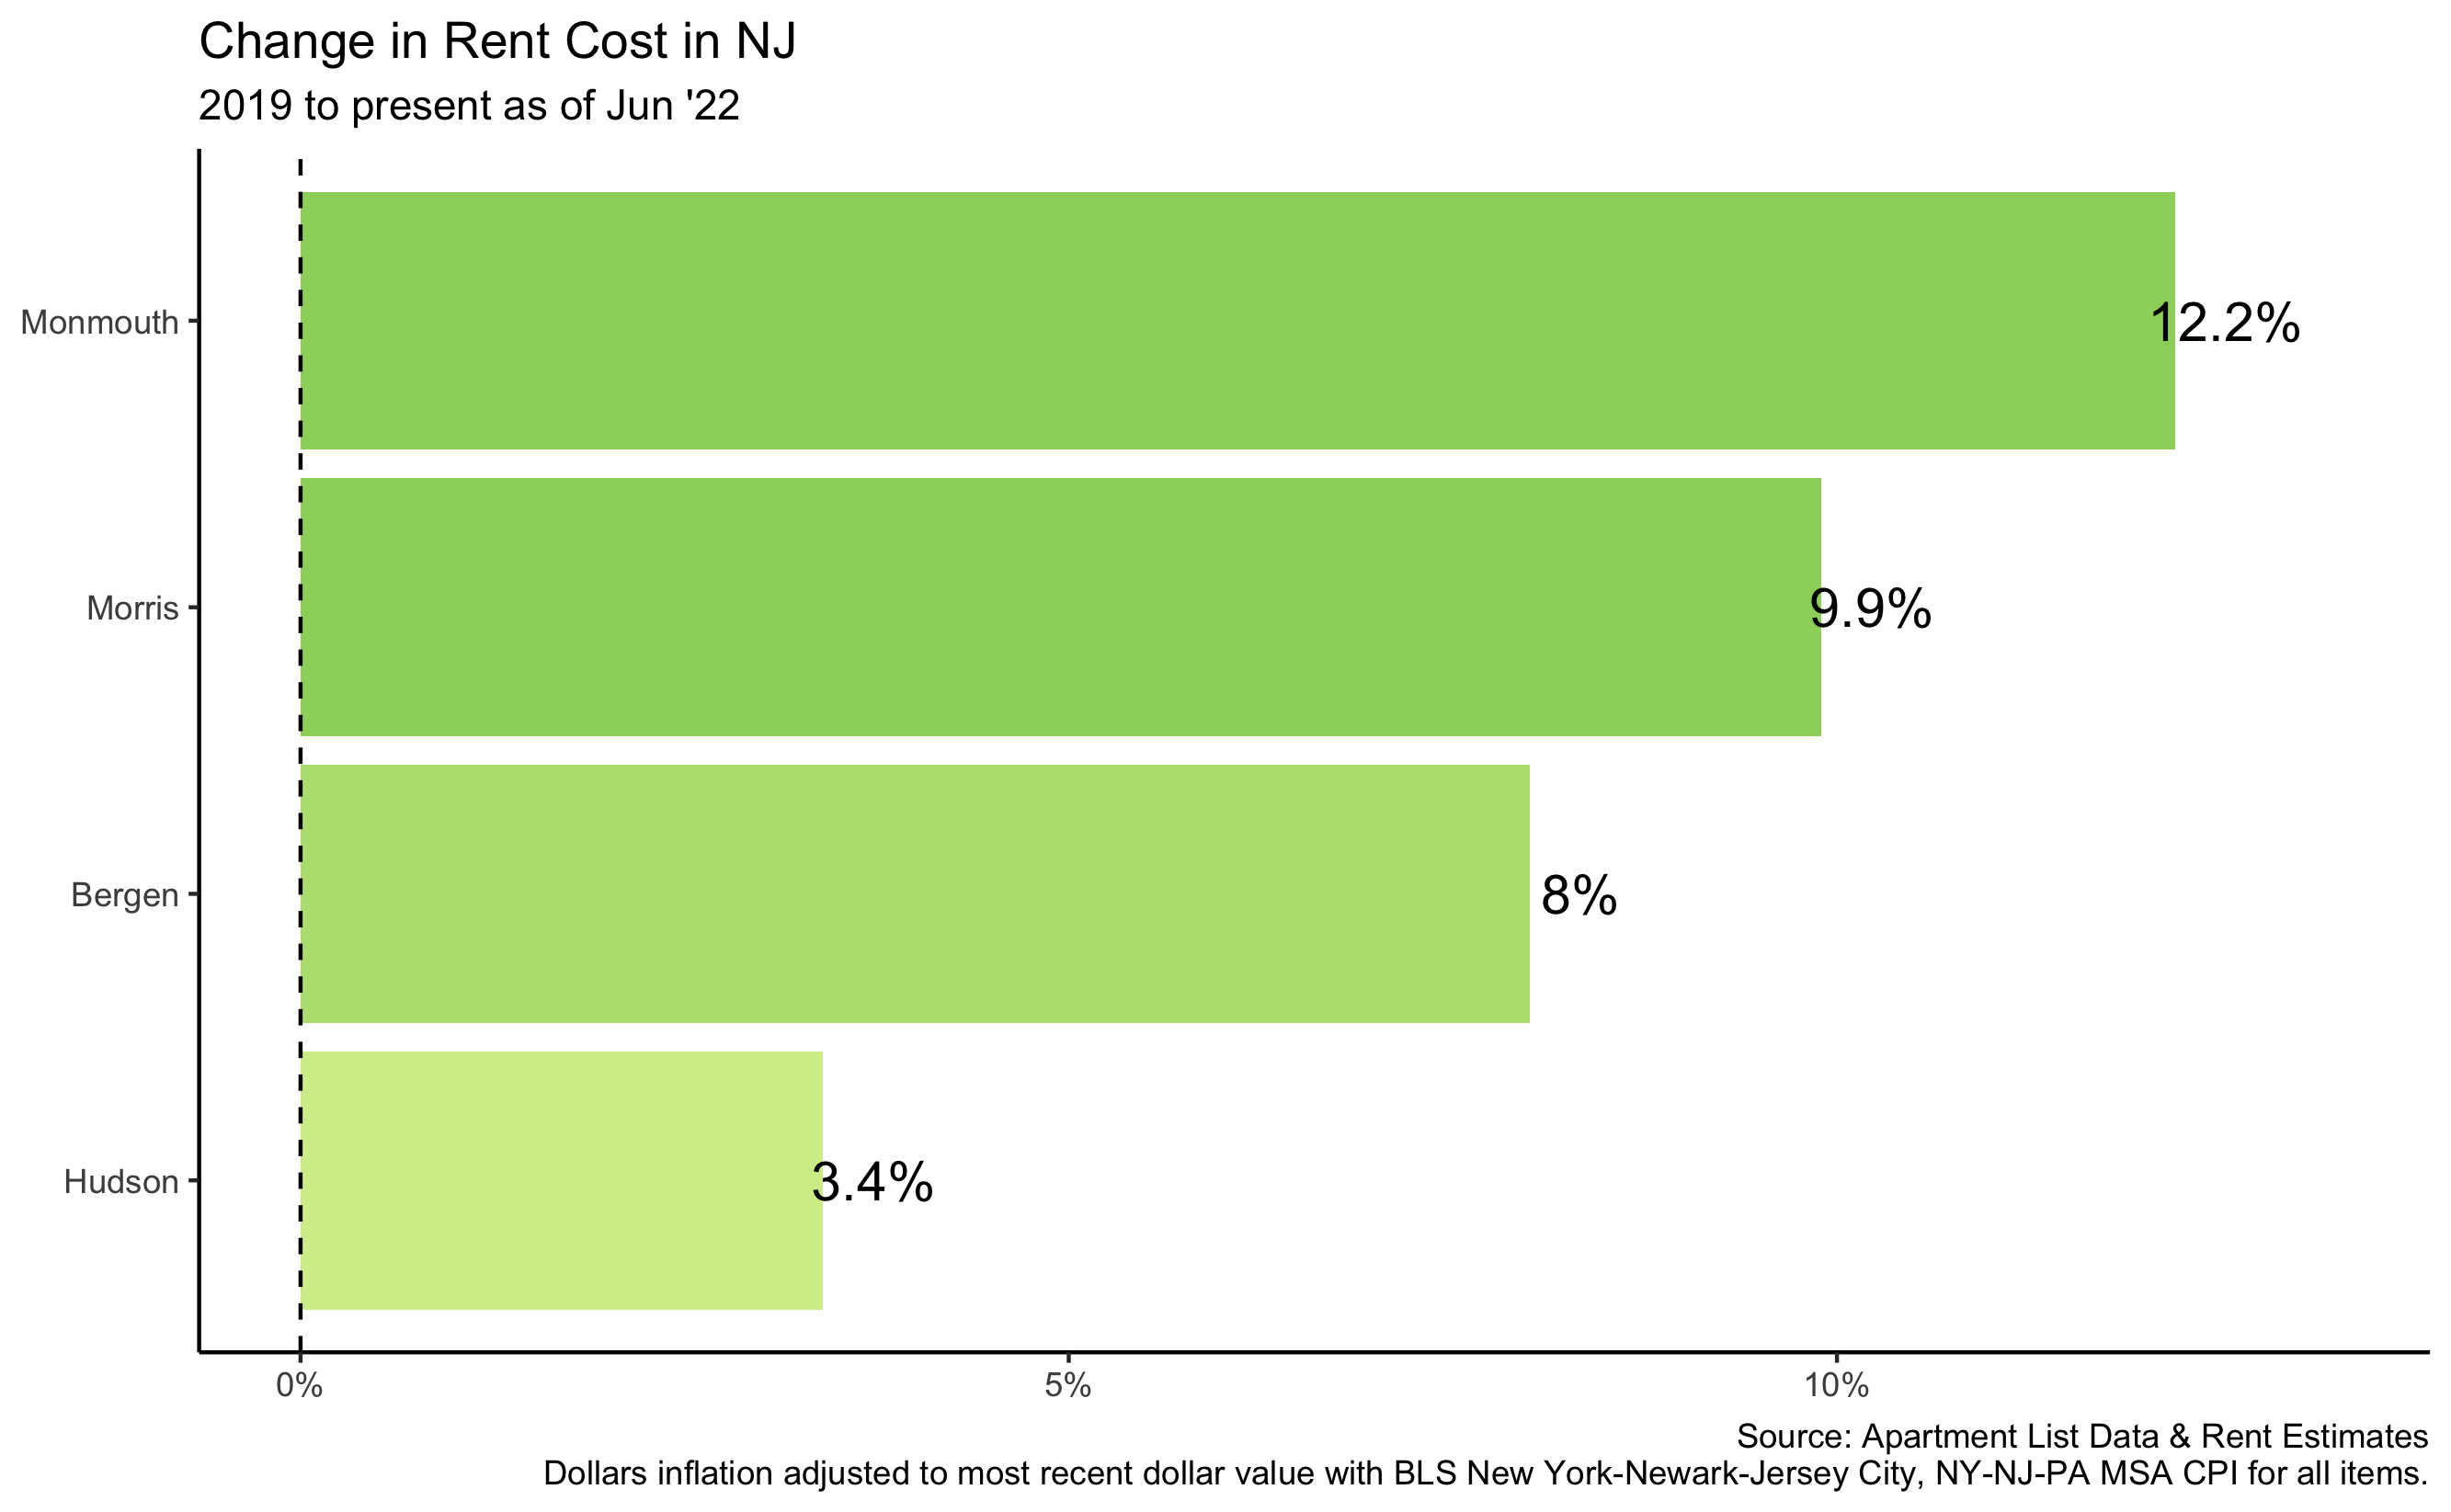 Change in Rent Cost in NJ
2019 to present as of Jun '22
Monmouth
12.2%
Morris
9.9%
Bergen
8%
Hudson
3.4%
0%
5%
10%
Source: Apartment List Data & Rent Estimates
Dollars inflation adjusted to most recent dollar value with BLS New York-Newark-Jersey City, NY-NJ-PA MSA CPI for all items.